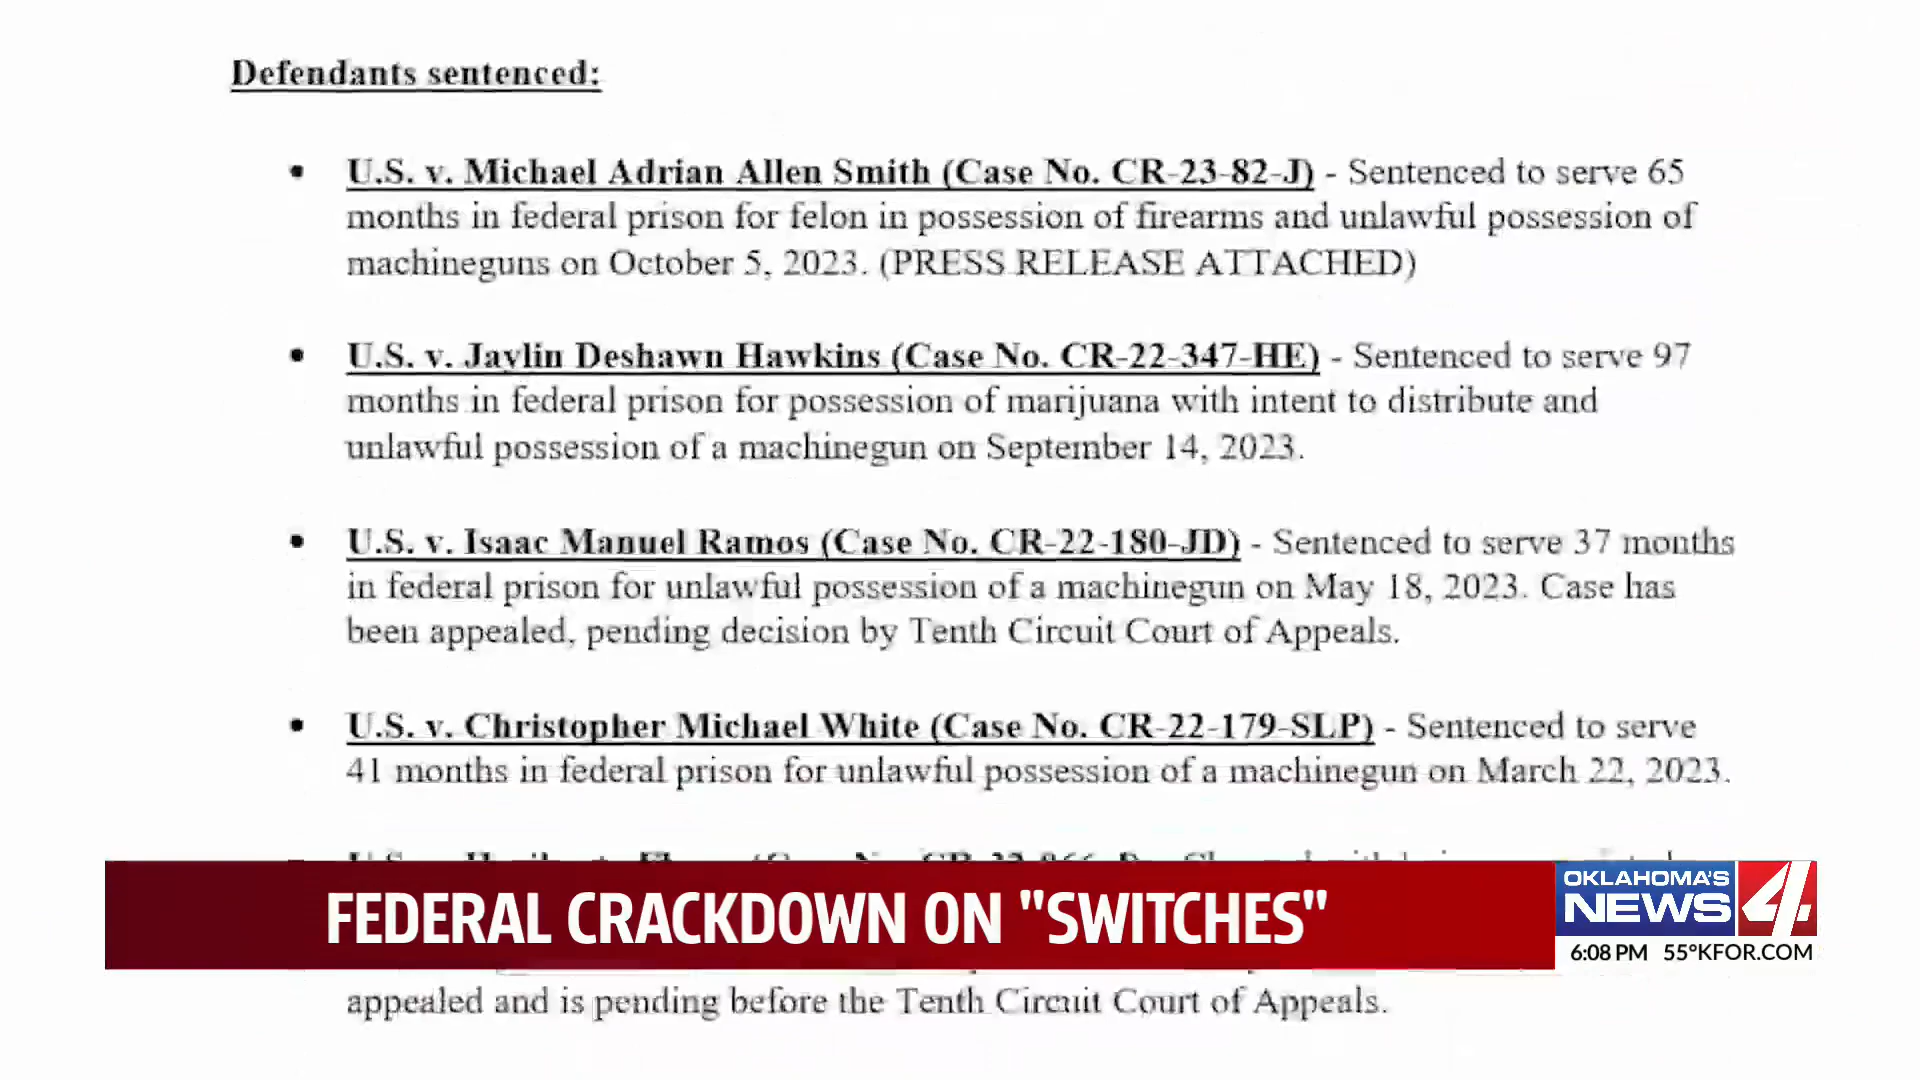 Defendants sentenced:
• U.S. v. Michael Adrian Allen Smith (Case No. CR-23-82-J) - Sentenced to serve 65
months in federal prison for felon in possession of firearms and unlawful possession of
machineguns on October 5, 2023. (PRESS RELEASE ATTACHED)
• U.S. v. Jaylin Deshawn Hawkins (Case No. CR-22-347-HE) - Sentenced to serve 97
months in federal prison for possession of marijuana with intent to distribute and
unlawful possession of a machinegun on September 14, 2023.
• U.S. v. Isaac Manuel Ramos (Case No. CR-22-180-JD) - Sentenced to serve 37 months
in federal prison for unlawful possession of a machinegun on May 18, 2023. Case has
been appealed, pending decision by Tenth Circuit Court of Appeals.
• U.S. v. Christopher Michael White (Case No. CR-22-179-SLP) - Sentenced to serve
41 months in federal prison for unlawful possession of a machinegun on March 22, 2023.
FEDERAL CRACKDOWN ON "SWITCHES"
OKLAHOMA'S
NEWS 4
6:08 PM 55° KFOR.COM
appealed and is pending before the Tenth Circuit Court of Appeals.